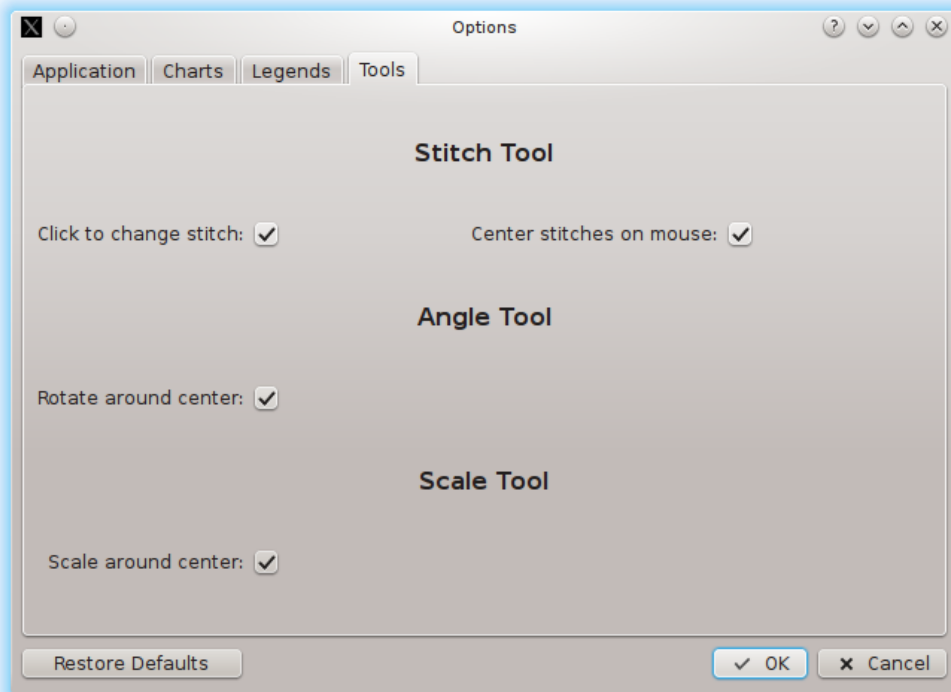 Options
Application Charts Legends Tools
Stitch Tool
Click to change stitch: Center stitches on mouse:
Angle Tool
Rotate around center:
Scale Tool
Scale around center:
Restore Defaults OK Cancel